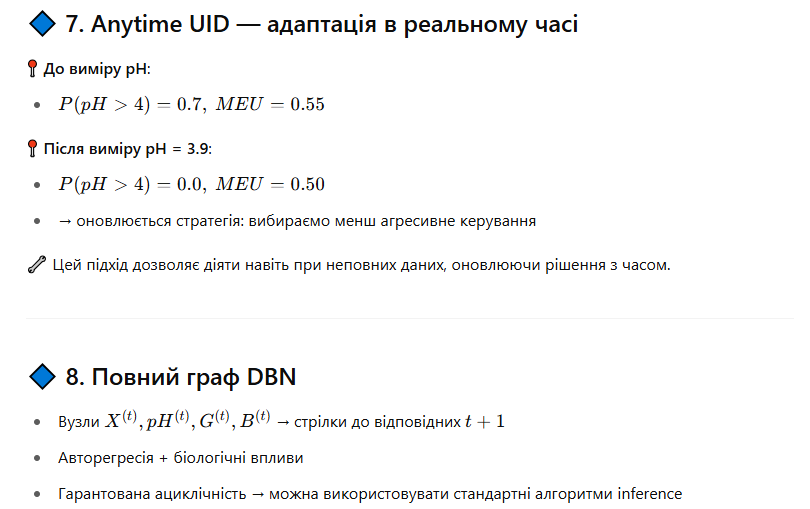 7. Anytime UID — адаптація в реальному часі
До виміру pH:
P(pH > 4) = 0.7, MEU = 0.55
Після виміру pH = 3.9:
P(pH > 4) = 0.0, MEU = 0.50
→ оновлюється стратегія: вибираємо менш агресивне керування
Цей підхід дозволяє діяти навіть при неповних даних, оновлюючи рішення з часом.
8. Повний граф DBN
Вузли X^(t), pH^(t), G^(t), B^(t) → стрілки до відповідних t + 1
Авторегресія + біологічні впливи
Гарантована ациклічність → можна використовувати стандартні алгоритми inference